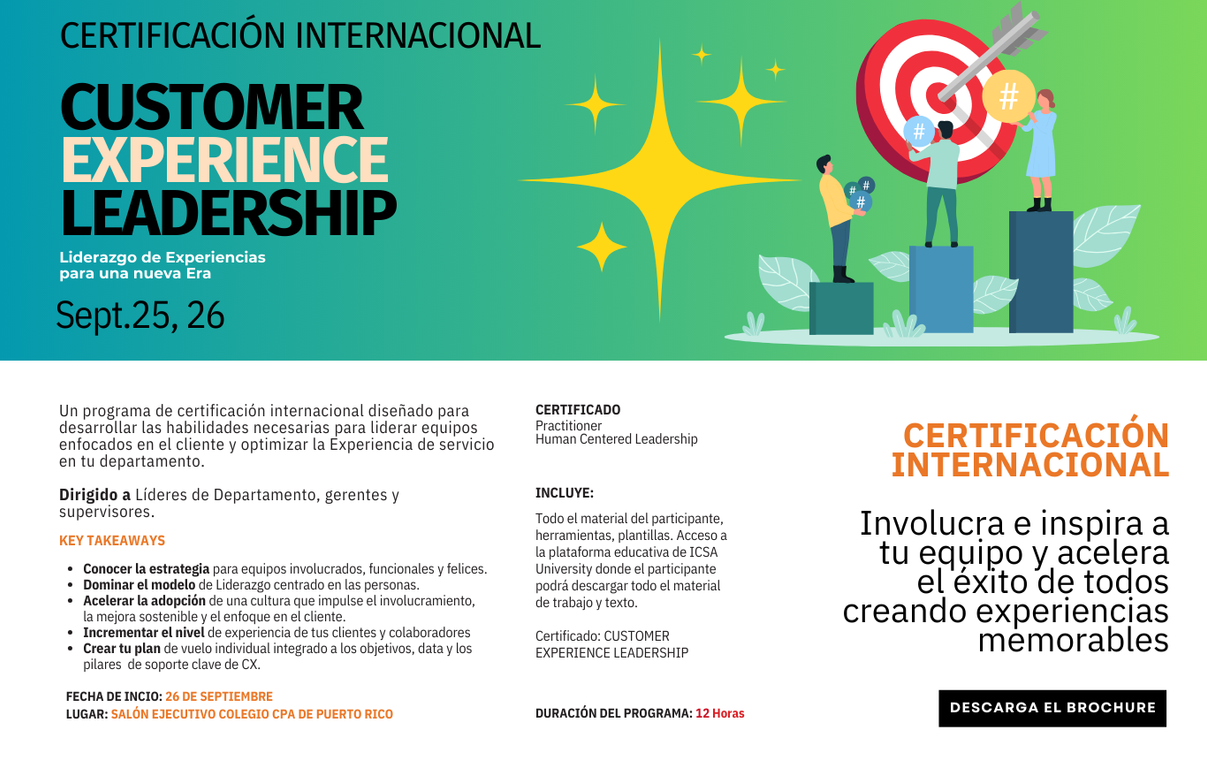 CERTIFICACIÓN INTERNACIONAL
CUSTOMER
EXPERIENCE
LEADERSHIP
Liderazgo de Experiencias
para una nueva Era
Sept.25, 26
#
#
#
#
#
Un programa de certificación internacional diseñado para
desarrollar las habilidades necesarias para liderar equipos
enfocados en el cliente y optimizar la Experiencia de servicio
en tu departamento.
Dirigido a Líderes de Departamento, gerentes y
supervisores.
KEY TAKEAWAYS
• Conocer la estrategia para equipos involucrados, funcionales y felices.
• Dominar el modelo de Liderazgo centrado en las personas.
• Acelerar la adopción de una cultura que impulse el involucramiento,
la mejora sostenible y el enfoque en el cliente.
• Incrementar el nivel de experiencia de tus clientes y colaboradores
• Crear tu plan de vuelo individual integrado a los objetivos, data y los
pilares de soporte clave de CX.
FECHA DE INCIO: 26 DE SEPTIEMBRE
LUGAR: SALÓN EJECUTIVO COLEGIO CPA DE PUERTO RICO
CERTIFICADO
Practitioner
Human Centered Leadership
INCLUYE:
Todo el material del participante,
herramientas, plantillas. Acceso a
la plataforma educativa de ICSA
University donde el participante
podrá descargar todo el material
de trabajo y texto.
Certificado: CUSTOMER
EXPERIENCE LEADERSHIP
DURACIÓN DEL PROGRAMA: 12 Horas
CERTIFICACIÓN
INTERNACIONAL
Involucra e inspira a
tu equipo y acelera
el éxito de todos
creando experiencias
memorables
DESCARGA EL BROCHURE